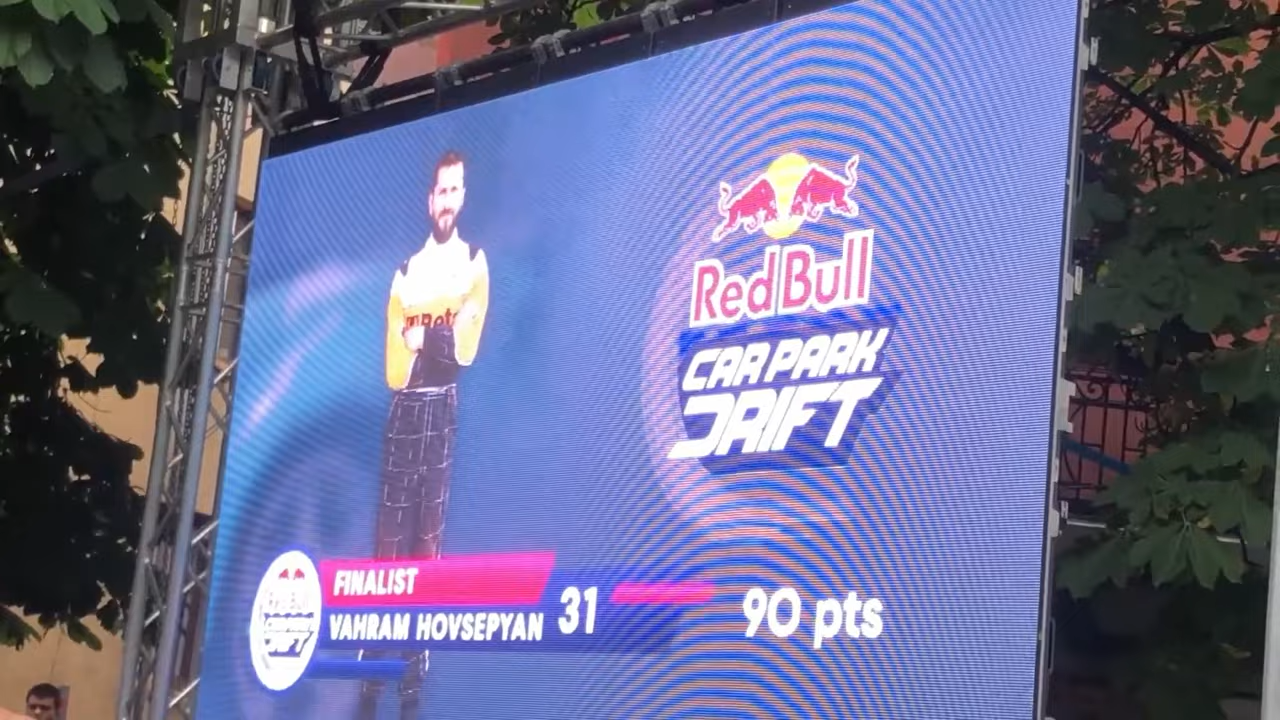 Red Bull
CAR PARK
DRIFT
FINALIST
VAHRAM HOVSEPYAN
31
90 pts